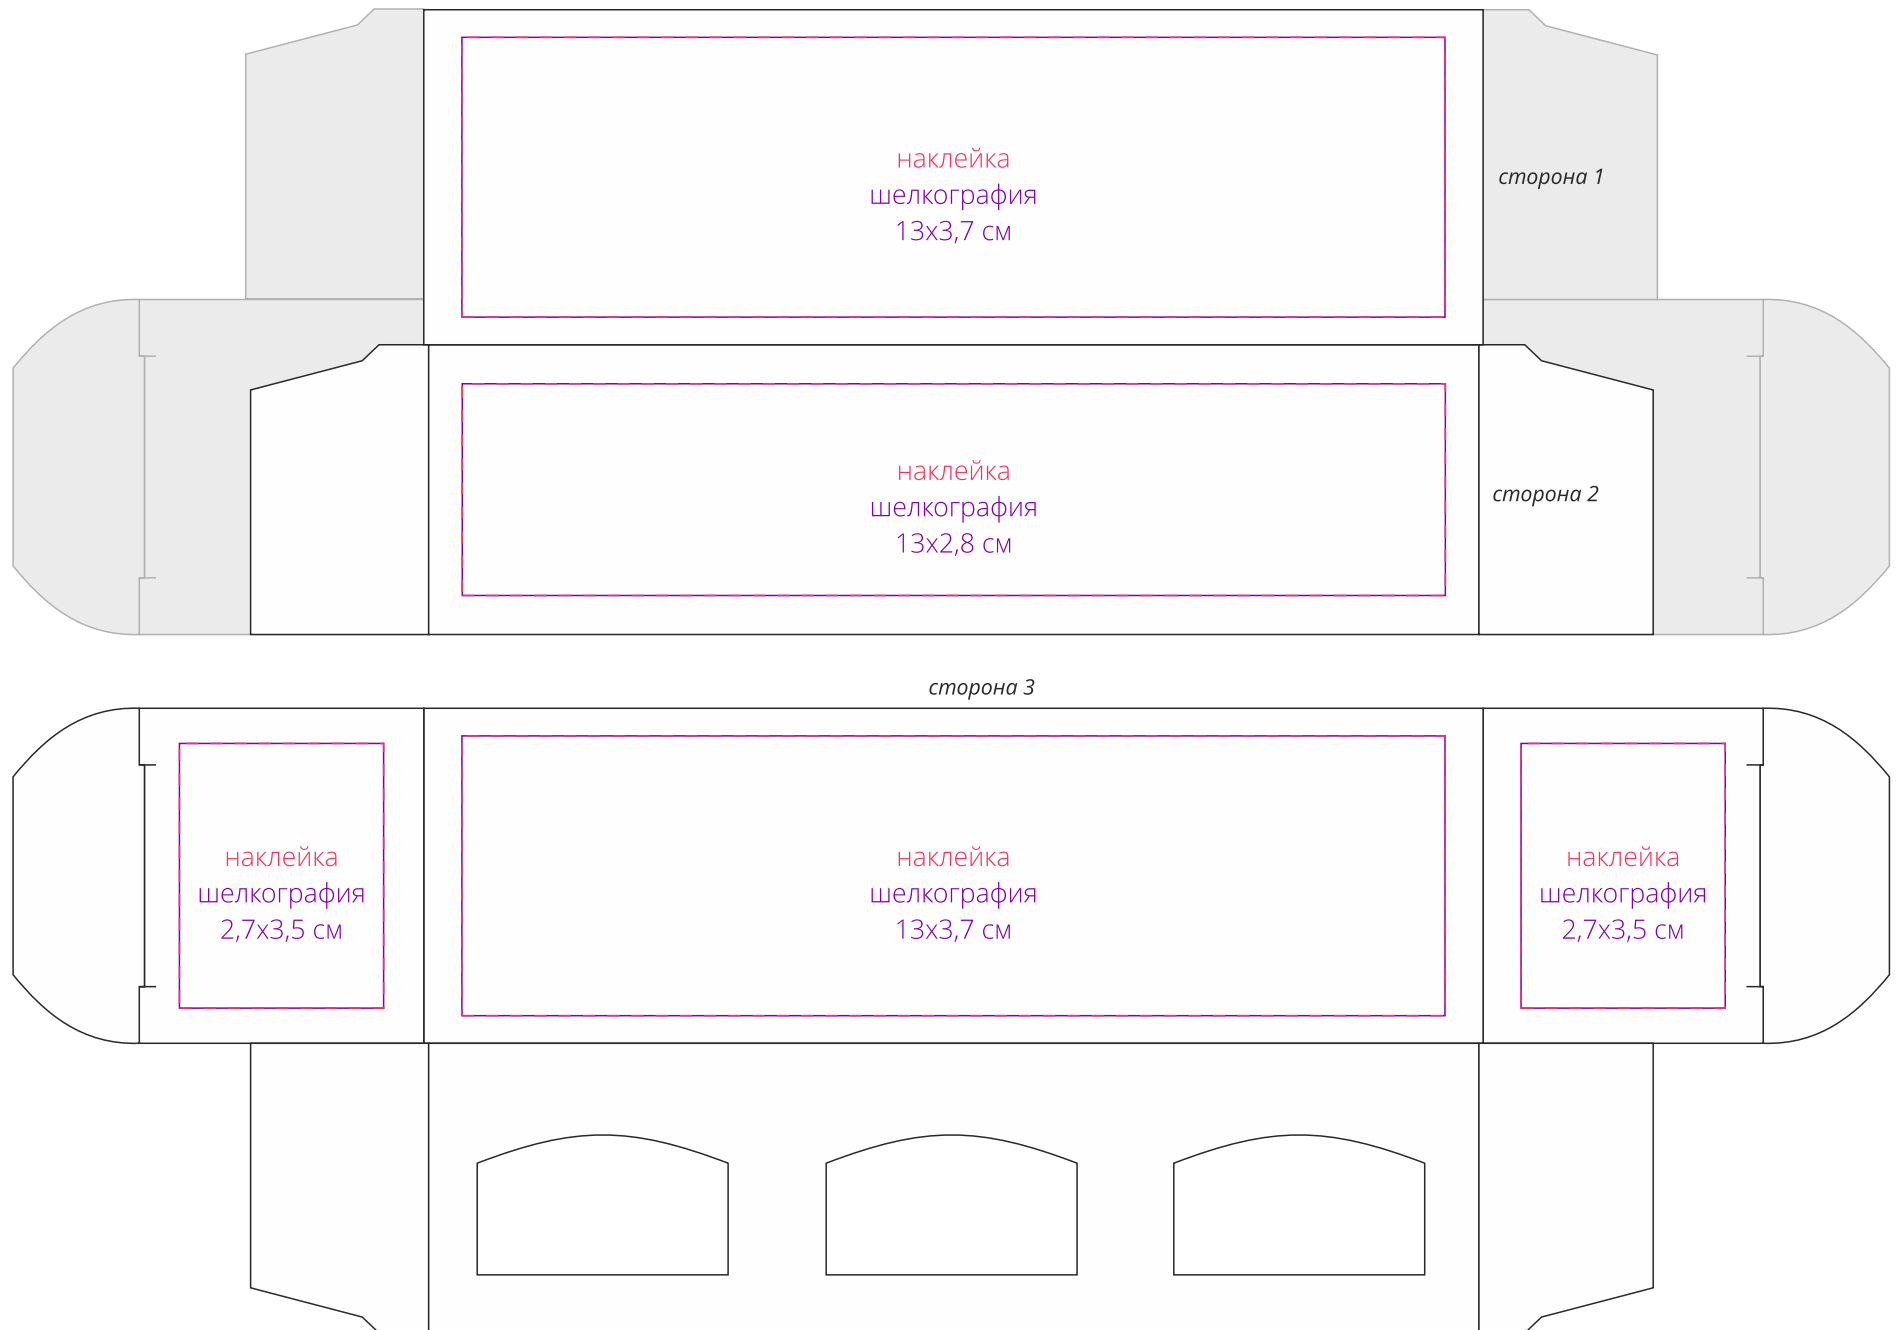 наклейка
шелкография
13х3,7 см
сторона 1
наклейка
шелкография
13х2,8 см
сторона 2
сторона 3
наклейка
шелкография
2,7х3,5 см
наклейка
шелкография
13х3,7 см
наклейка
шелкография
2,7х3,5 см